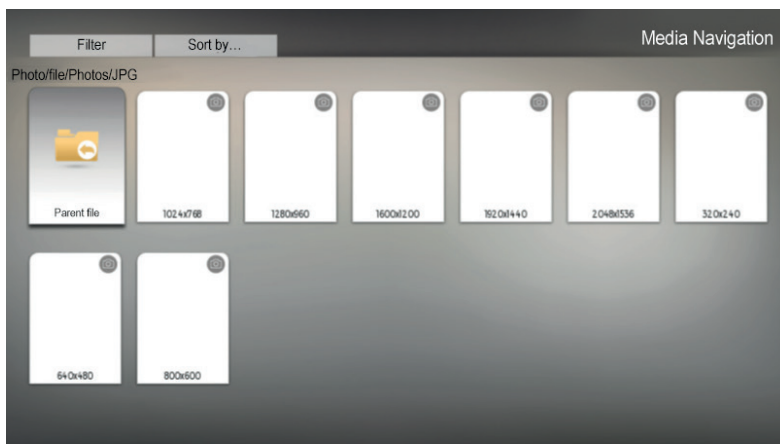 Filter
Sort by...
Media Navigation
Photo/file/Photos/JPG
Parent file
1024x768
1280x960
1600x1200
1920x1440
2048x1536
320x240
640x480
800x600